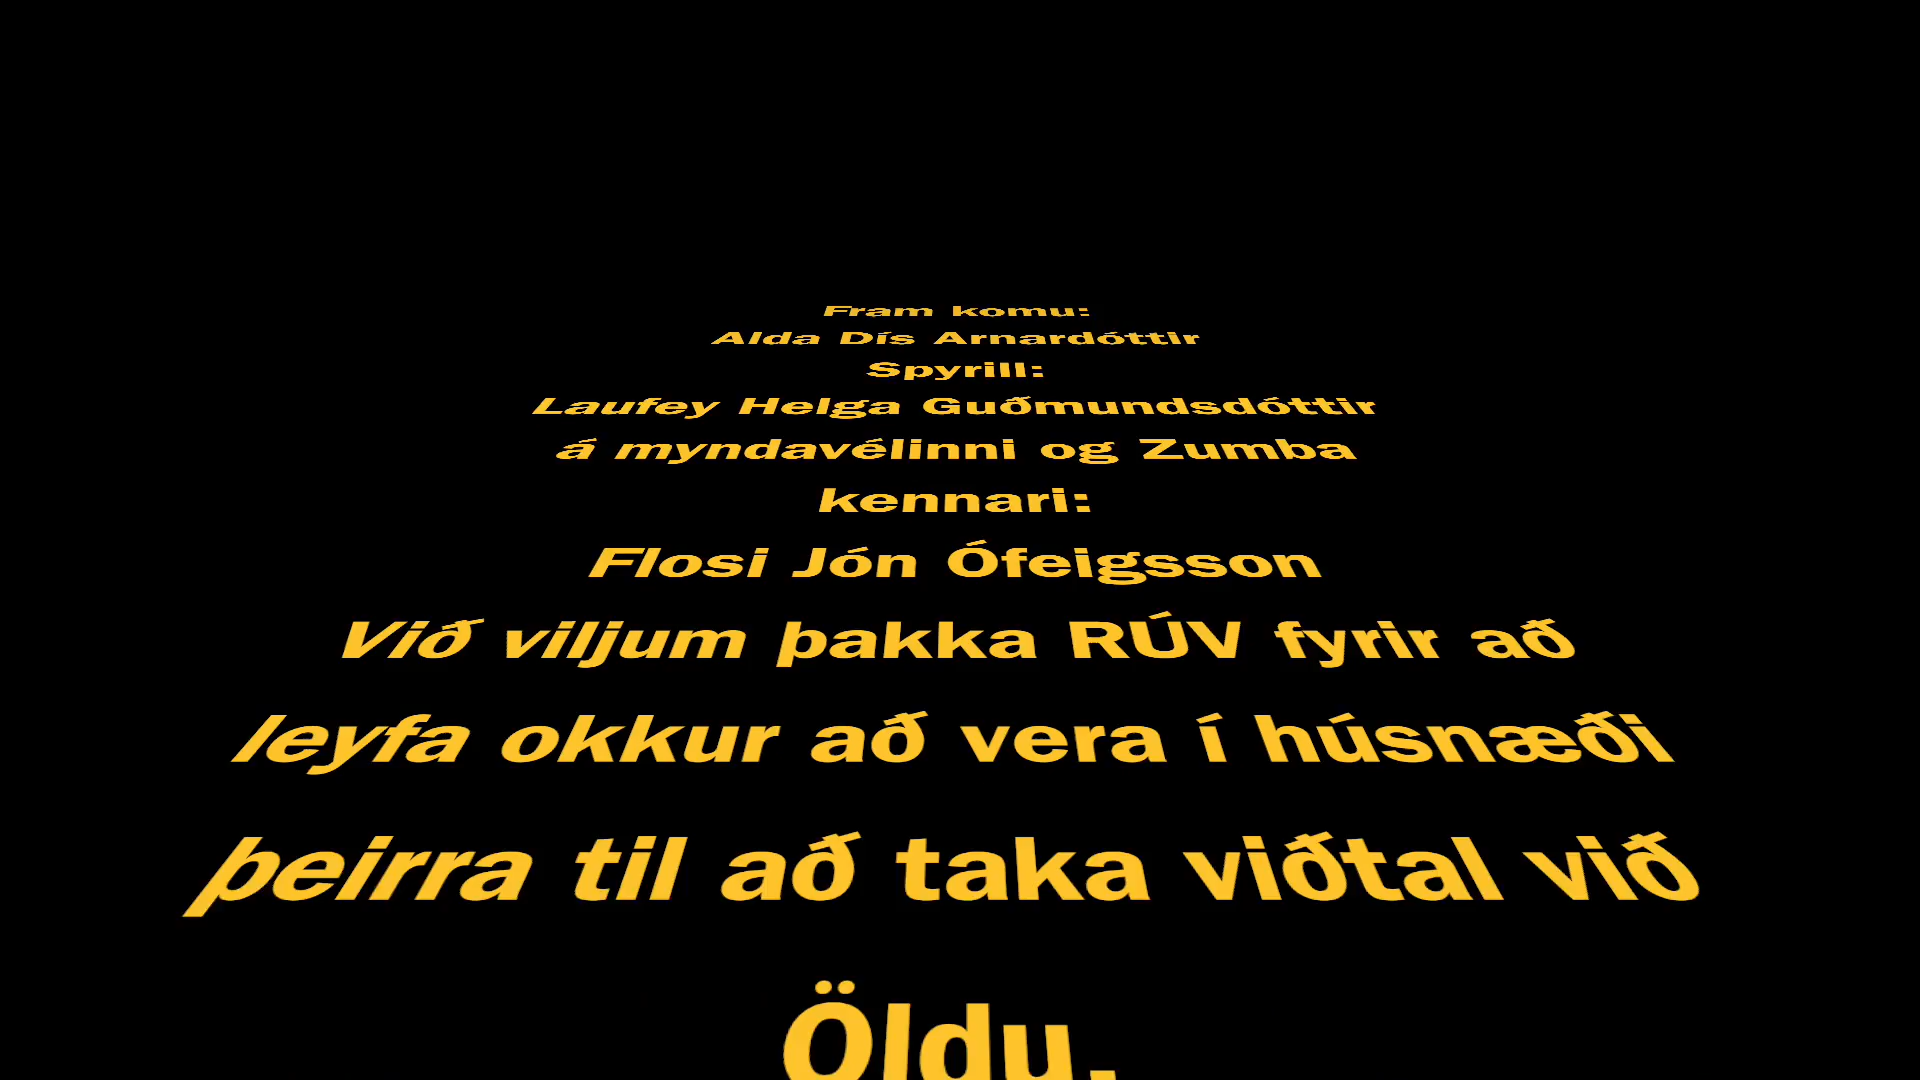 Fram komu:
Alda Dís Arnardóttir
Spyrill:
Laufey Helga Guðmundsdóttir
á myndavélinni og Zumba
kennari:
Flosi Jón Ófeigsson
Við viljum þakka RÚV fyrir að
leyfa okkur að vera í húsnæði
þeirra til að taka viðtal við
Öldu.